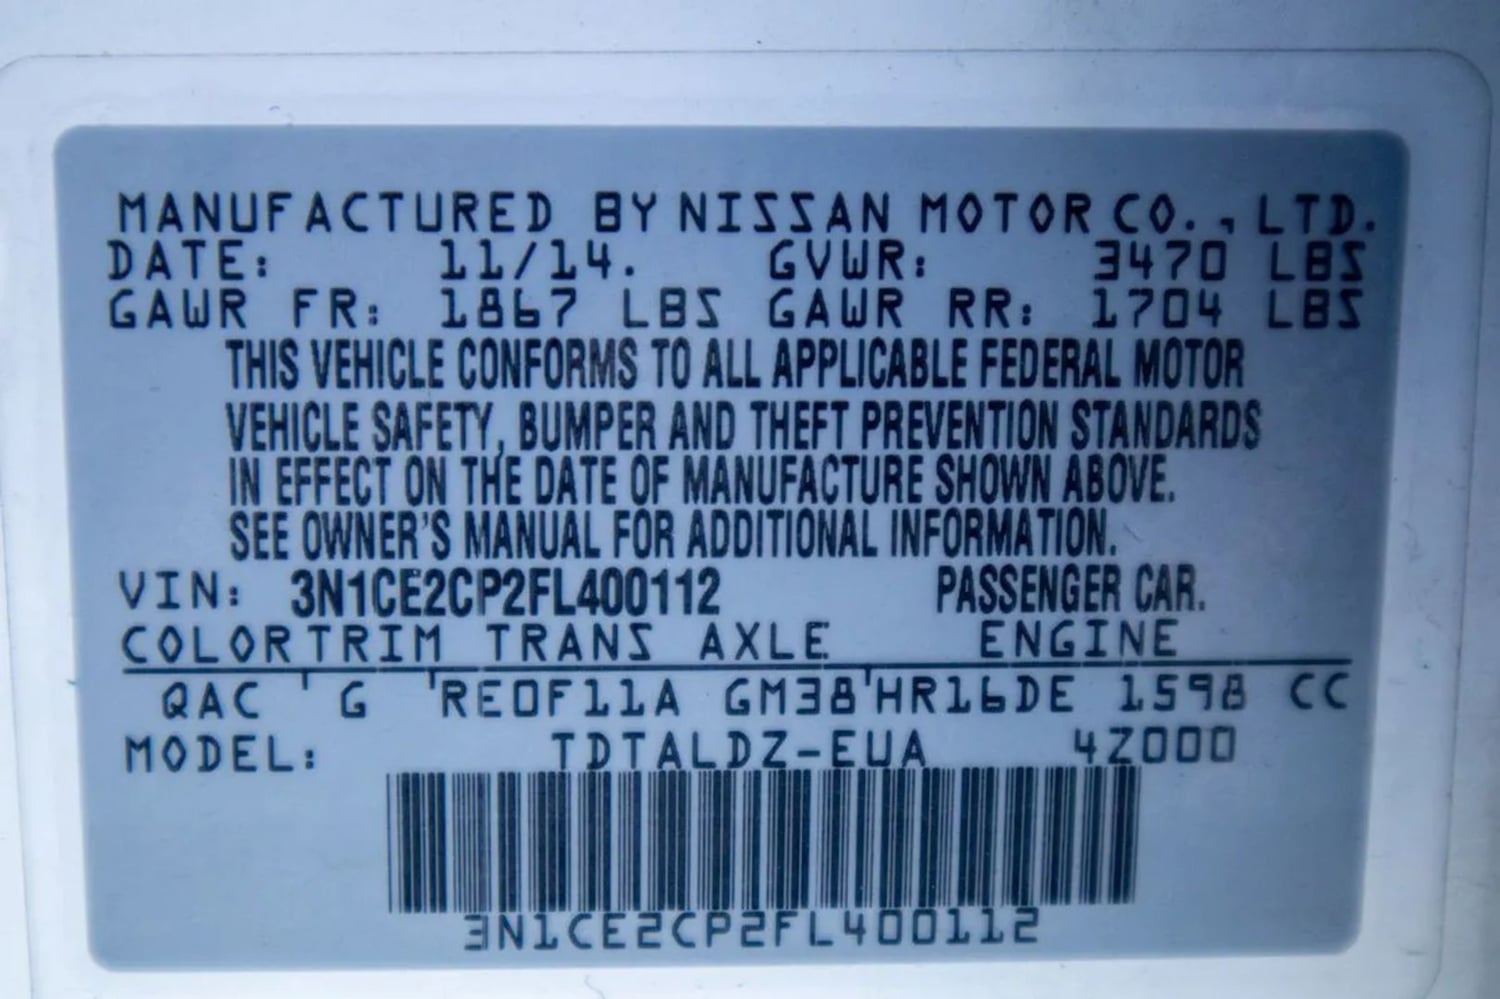 MANUFACTURED BY NISSAN MOTOR CO., LTD.
DATE: 11/14. GVWR: 3470 LBS
GAWR FR: 1867 LBS GAWR RR: 1704 LBS
THIS VEHICLE CONFORMS TO ALL APPLICABLE FEDERAL MOTOR
VEHICLE SAFETY, BUMPER AND THEFT PREVENTION STANDARDS
IN EFFECT ON THE DATE OF MANUFACTURE SHOWN ABOVE.
SEE OWNER'S MANUAL FOR ADDITIONAL INFORMATION.
VIN: 3N1CE2CP2FL400112 PASSENGER CAR.
COLOR TRIM TRANS AXLE ENGINE
QAC G RE0F11A GM38 HR16DE 1598 CC
MODEL: TDTALDZ-EUA 4Z000
3N1CE2CP2FL400112